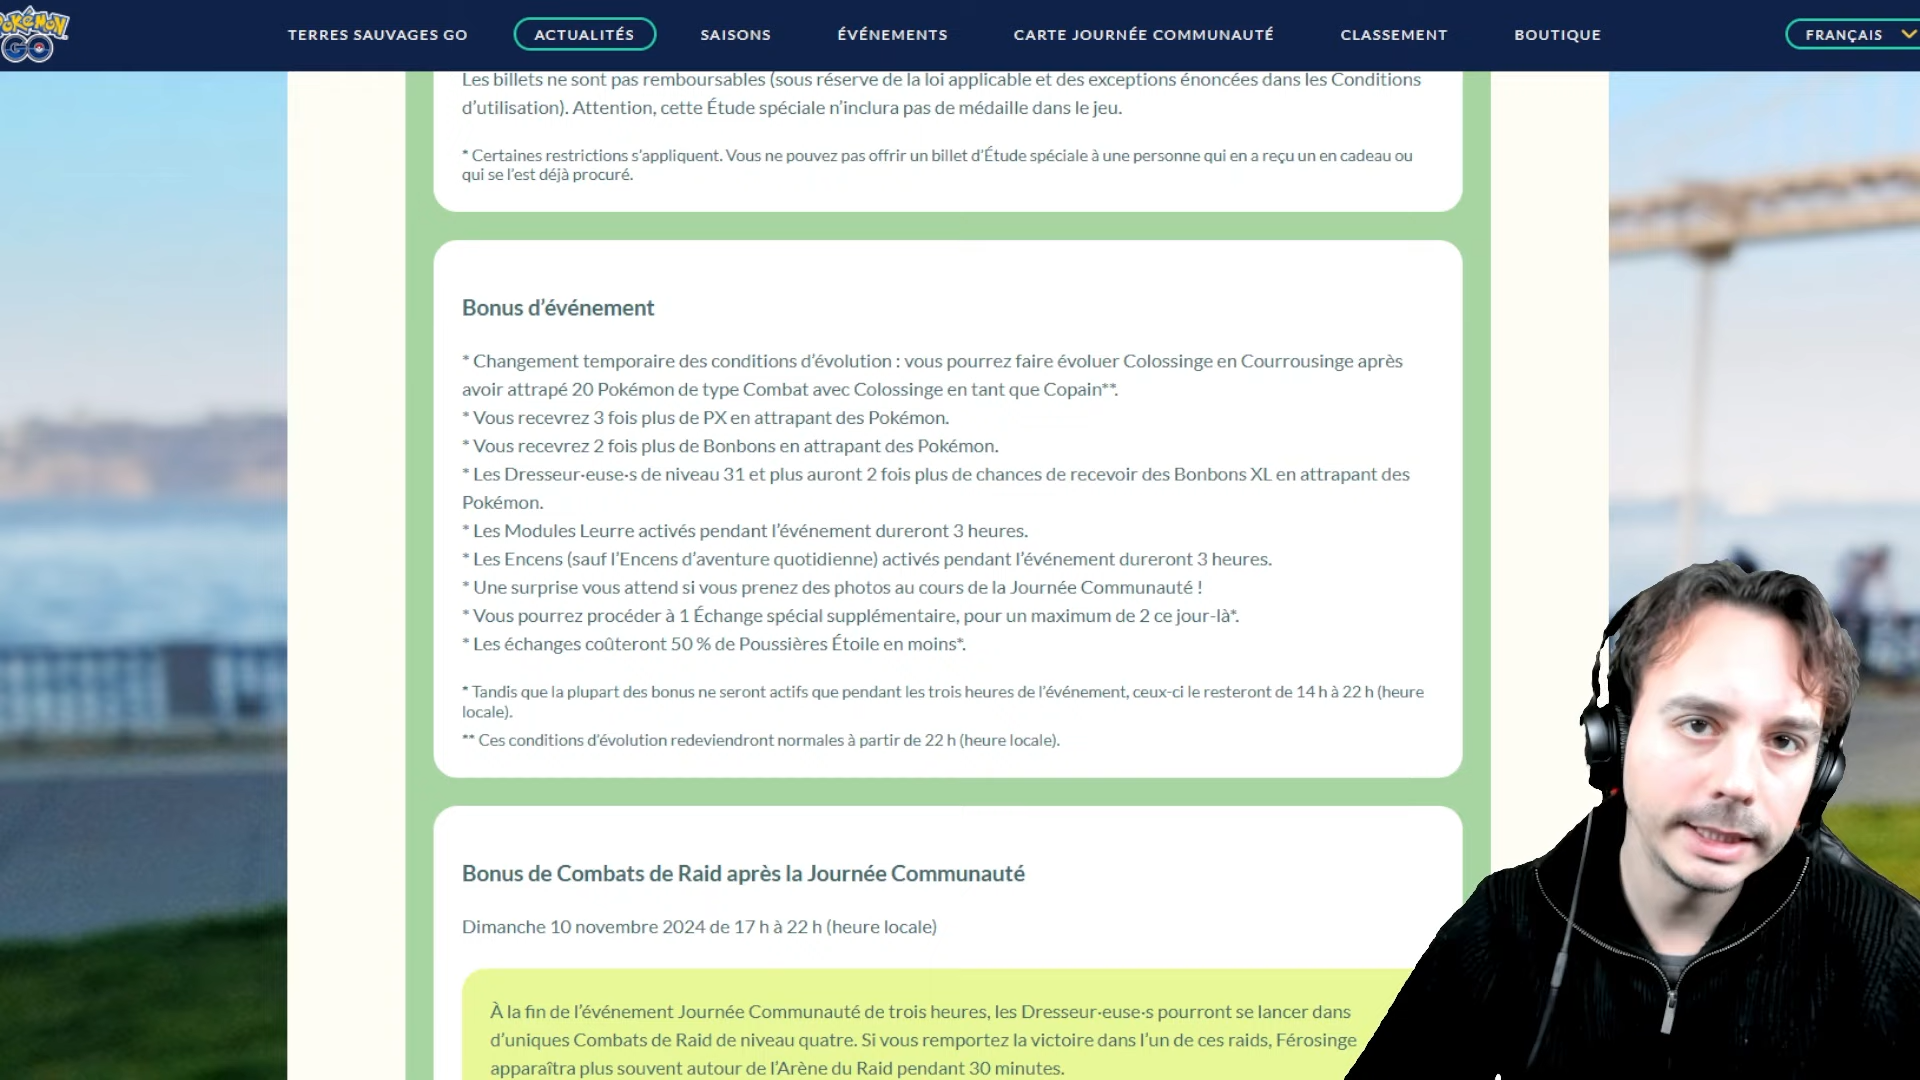 POKÉMON
GO
TERRES SAUVAGES GO
ACTUALITÉS
SAISONS
ÉVÉNEMENTS
CARTE JOURNÉE COMMUNAUTÉ
CLASSEMENT
BOUTIQUE
FRANÇAIS
Les billets ne sont pas remboursables (sous réserve de la loi applicable et des exceptions énoncées dans les Conditions
d’utilisation). Attention, cette Étude spéciale n’inclura pas de médaille dans le jeu.
* Certaines restrictions s’appliquent. Vous ne pouvez pas offrir un billet d’Étude spéciale à une personne qui en a reçu un en cadeau ou
qui se l’est déjà procuré.
Bonus d’événement
* Changement temporaire des conditions d’évolution : vous pourrez faire évoluer Colossinge en Courrousinge après
avoir attrapé 20 Pokémon de type Combat avec Colossinge en tant que Copain**.
* Vous recevrez 3 fois plus de PX en attrapant des Pokémon.
* Vous recevrez 2 fois plus de Bonbons en attrapant des Pokémon.
* Les Dresseur·euse·s de niveau 31 et plus auront 2 fois plus de chances de recevoir des Bonbons XL en attrapant des
Pokémon.
* Les Modules Leurre activés pendant l’événement dureront 3 heures.
* Les Encens (sauf l’Encens d’aventure quotidienne) activés pendant l’événement dureront 3 heures.
* Une surprise vous attend si vous prenez des photos au cours de la Journée Communauté !
* Vous pourrez procéder à 1 Échange spécial supplémentaire, pour un maximum de 2 ce jour-là*.
* Les échanges coûteront 50 % de Poussières Étoile en moins*.
* Tandis que la plupart des bonus ne seront actifs que pendant les trois heures de l’événement, ceux-ci le resteront de 14 h à 22 h (heure
locale).
** Ces conditions d’évolution redeviendront normales à partir de 22 h (heure locale).
Bonus de Combats de Raid après la Journée Communauté
Dimanche 10 novembre 2024 de 17 h à 22 h (heure locale)
À la fin de l’événement Journée Communauté de trois heures, les Dresseur·euse·s pourront se lancer dans
d’uniques Combats de Raid de niveau quatre. Si vous remportez la victoire dans l’un de ces raids, Férosinge
apparaîtra plus souvent autour de l’Arène du Raid pendant 30 minutes.